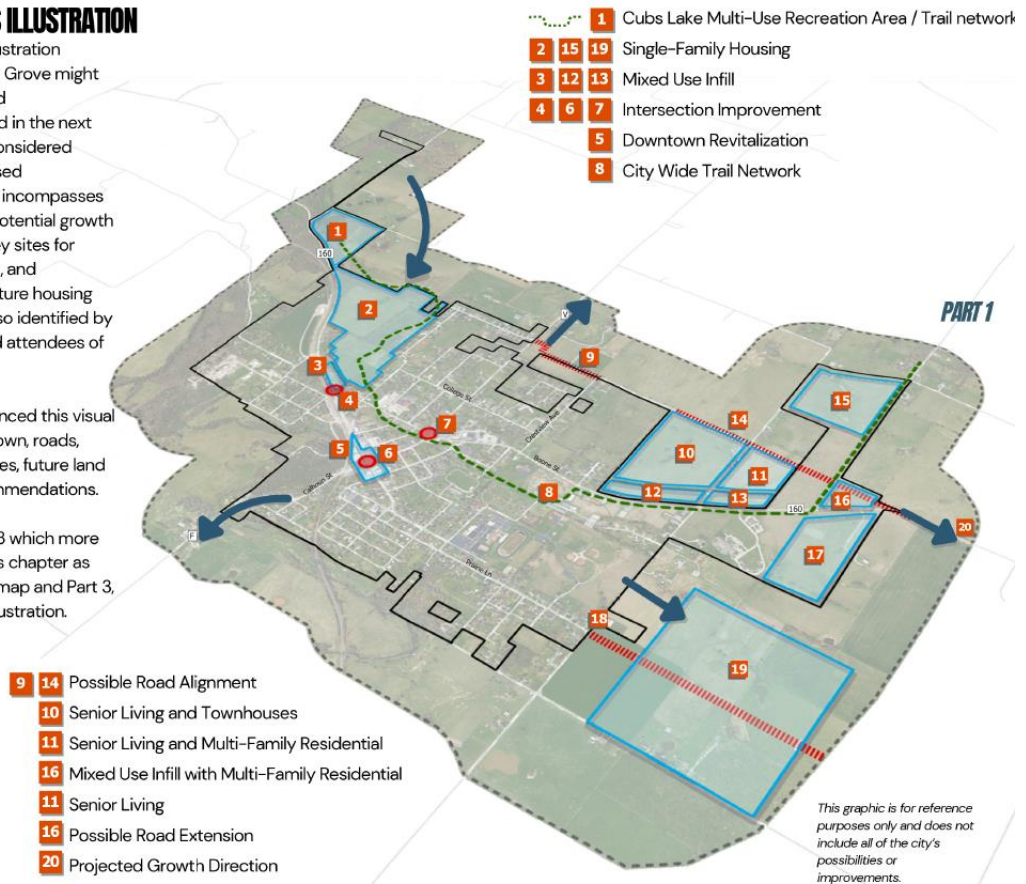 S ILLUSTRATION
ustration
Grove might
d
d in the next
onsidered
sed
incompasses
otential growth
y sites for
, and
ture housing
so identified by
d attendees of
nced this visual
own, roads,
es, future land
mmendations.
3 which more
s chapter as
map and Part 3,
ustration.
1 Cubs Lake Multi-Use Recreation Area / Trail network
2 15 19 Single-Family Housing
3 12 13 Mixed Use Infill
4 6 7 Intersection Improvement
5 Downtown Revitalization
8 City Wide Trail Network
PART 1
1
160
2
V
9
3
4
College St
Crestview Ave
14
15
7
5
6
Boone St
10
11
Calhoun St
8
12
13
160
16
F
20
17
Prairie Ln
18
19
9 14 Possible Road Alignment
10 Senior Living and Townhouses
11 Senior Living and Multi-Family Residential
16 Mixed Use Infill with Multi-Family Residential
11 Senior Living
16 Possible Road Extension
20 Projected Growth Direction
This graphic is for reference
purposes only and does not
include all of the city's
possibilities or
improvements.